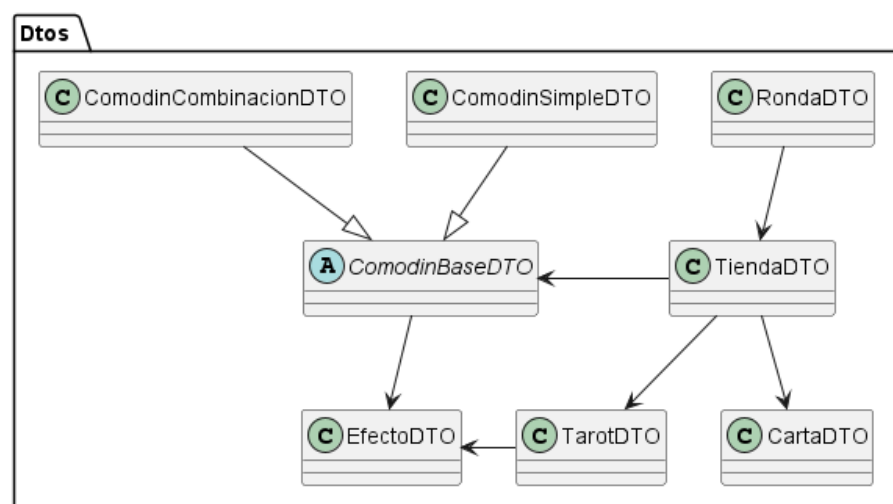 Dtos
C ComodinCombinacionDTO
C ComodinSimpleDTO
C RondaDTO
A ComodinBaseDTO
C TiendaDTO
C EfectoDTO
C TarotDTO
C CartaDTO